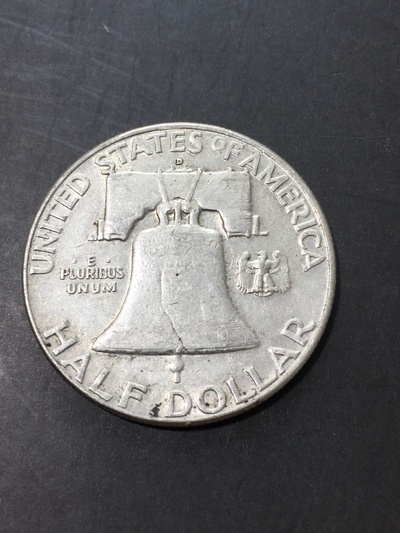 UNITED STATES OF AMERICA
D
E
PLURIBUS
UNUM
HALF DOLLAR